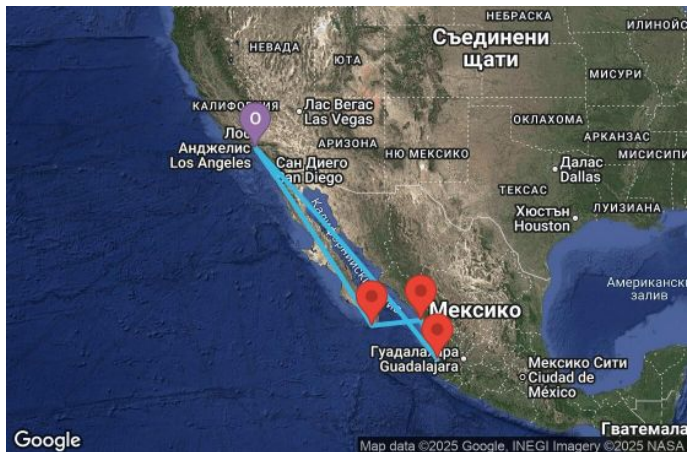 НЕБРАСКА
ИЛИНОЙС
Съединени
щати
НЕВАДА
ЮТА
МИСУРИ
КАЛИФОРНИЯ
Лас Вегас
Las Vegas
O
ОКЛАХОМА
Лос
Анджелис
Los Angeles
АРИЗОНА
АРКАНЗАС
НЮ МЕКСИКО
МИСИСИПИ
Сан Диего
San Diego
Далас
Dallas
ТЕКСАС
Хюстън
Houston
ЛУИЗИАНА
Американски
залив
Мексико
Гуадалахара
Guadalajara
Мексико Сити
Ciudad de
México
Гватемала
Google
Map data ©2025 Google, INEGI Imagery ©2025 NASA